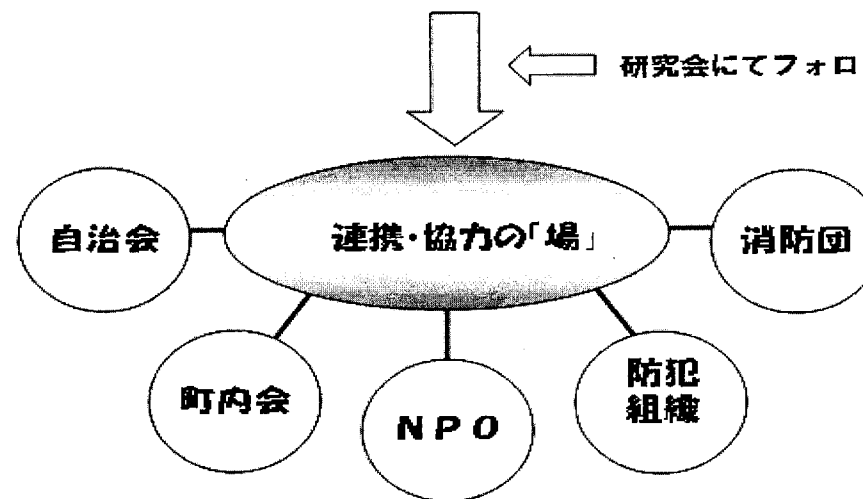 研究会にてフォロ
自治会
連携・協力の「場」
消防団
町内会
NPO
防犯
組織